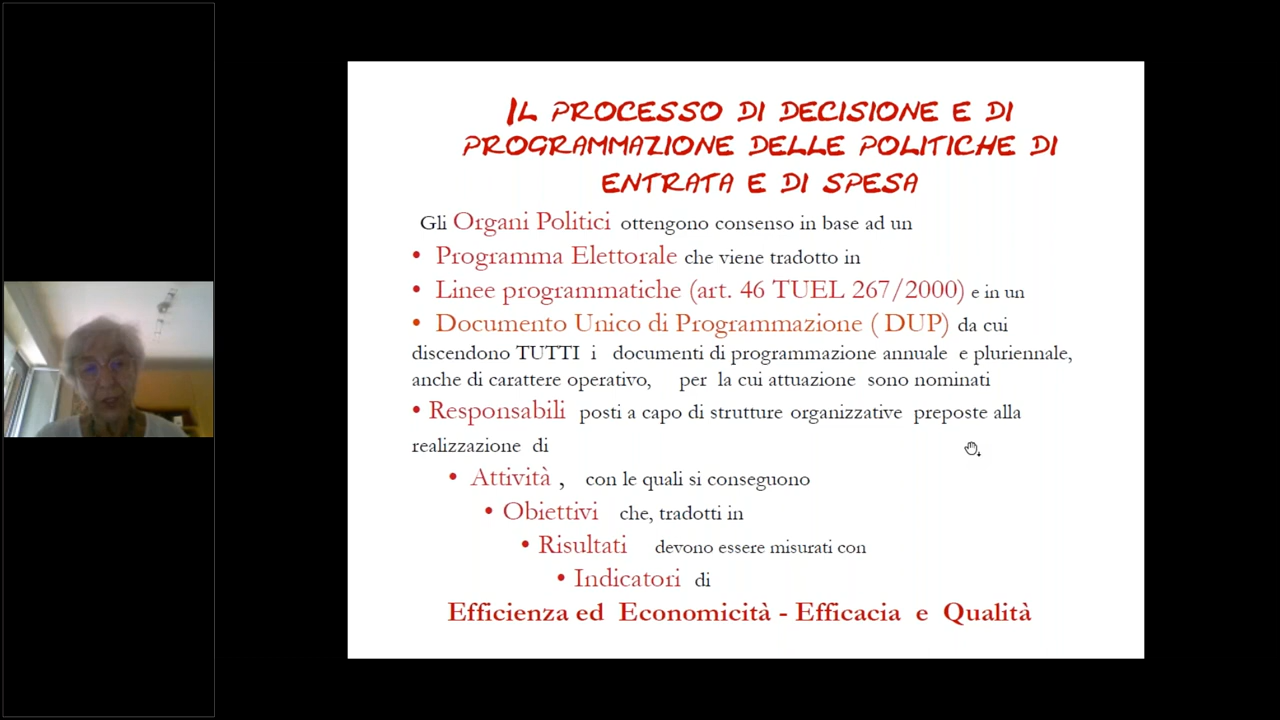 IL PROCESSO DI DECISIONE E DI
PROGRAMMAZIONE DELLE POLITICHE DI
ENTRATA E DI SPESA
Gli Organi Politici ottengono consenso in base ad un
• Programma Elettorale che viene tradotto in
• Linee programmatiche (art. 46 TUEL 267/2000) e in un
• Documento Unico di Programmazione ( DUP) da cui
discendono TUTTI i documenti di programmazione annuale e pluriennale,
anche di carattere operativo, per la cui attuazione sono nominati
• Responsabili posti a capo di strutture organizzative preposte alla
realizzazione di
• Attività , con le quali si conseguono
• Obiettivi che, tradotti in
• Risultati devono essere misurati con
• Indicatori di
Efficienza ed Economicità - Efficacia e Qualità